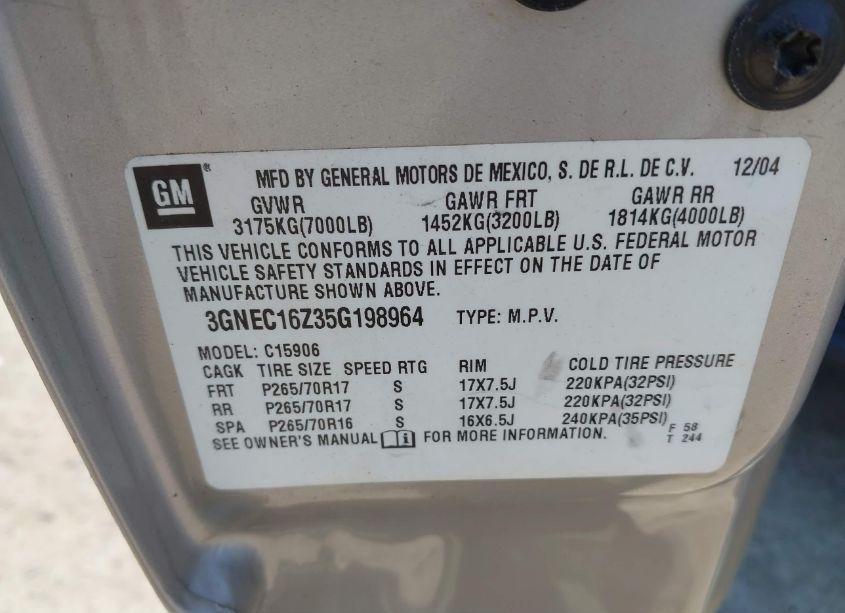 GM ® MFD BY GENERAL MOTORS DE MEXICO, S. DE R.L. DE C.V. 12/04
GVWR GAWR FRT GAWR RR
3175KG(7000LB) 1452KG(3200LB) 1814KG(4000LB)
THIS VEHICLE CONFORMS TO ALL APPLICABLE U.S. FEDERAL MOTOR
VEHICLE SAFETY STANDARDS IN EFFECT ON THE DATE OF
MANUFACTURE SHOWN ABOVE.
3GNEC16Z35G198964 TYPE: M.P.V.
MODEL: C15906
CAGK TIRE SIZE SPEED RTG RIM COLD TIRE PRESSURE
FRT P265/70R17 S 17X7.5J 220KPA(32PSI)
RR P265/70R17 S 17X7.5J 220KPA(32PSI)
SPA P265/70R16 S 16X6.5J 240KPA(35PSI) F 58
SEE OWNER'S MANUAL FOR MORE INFORMATION. T 244